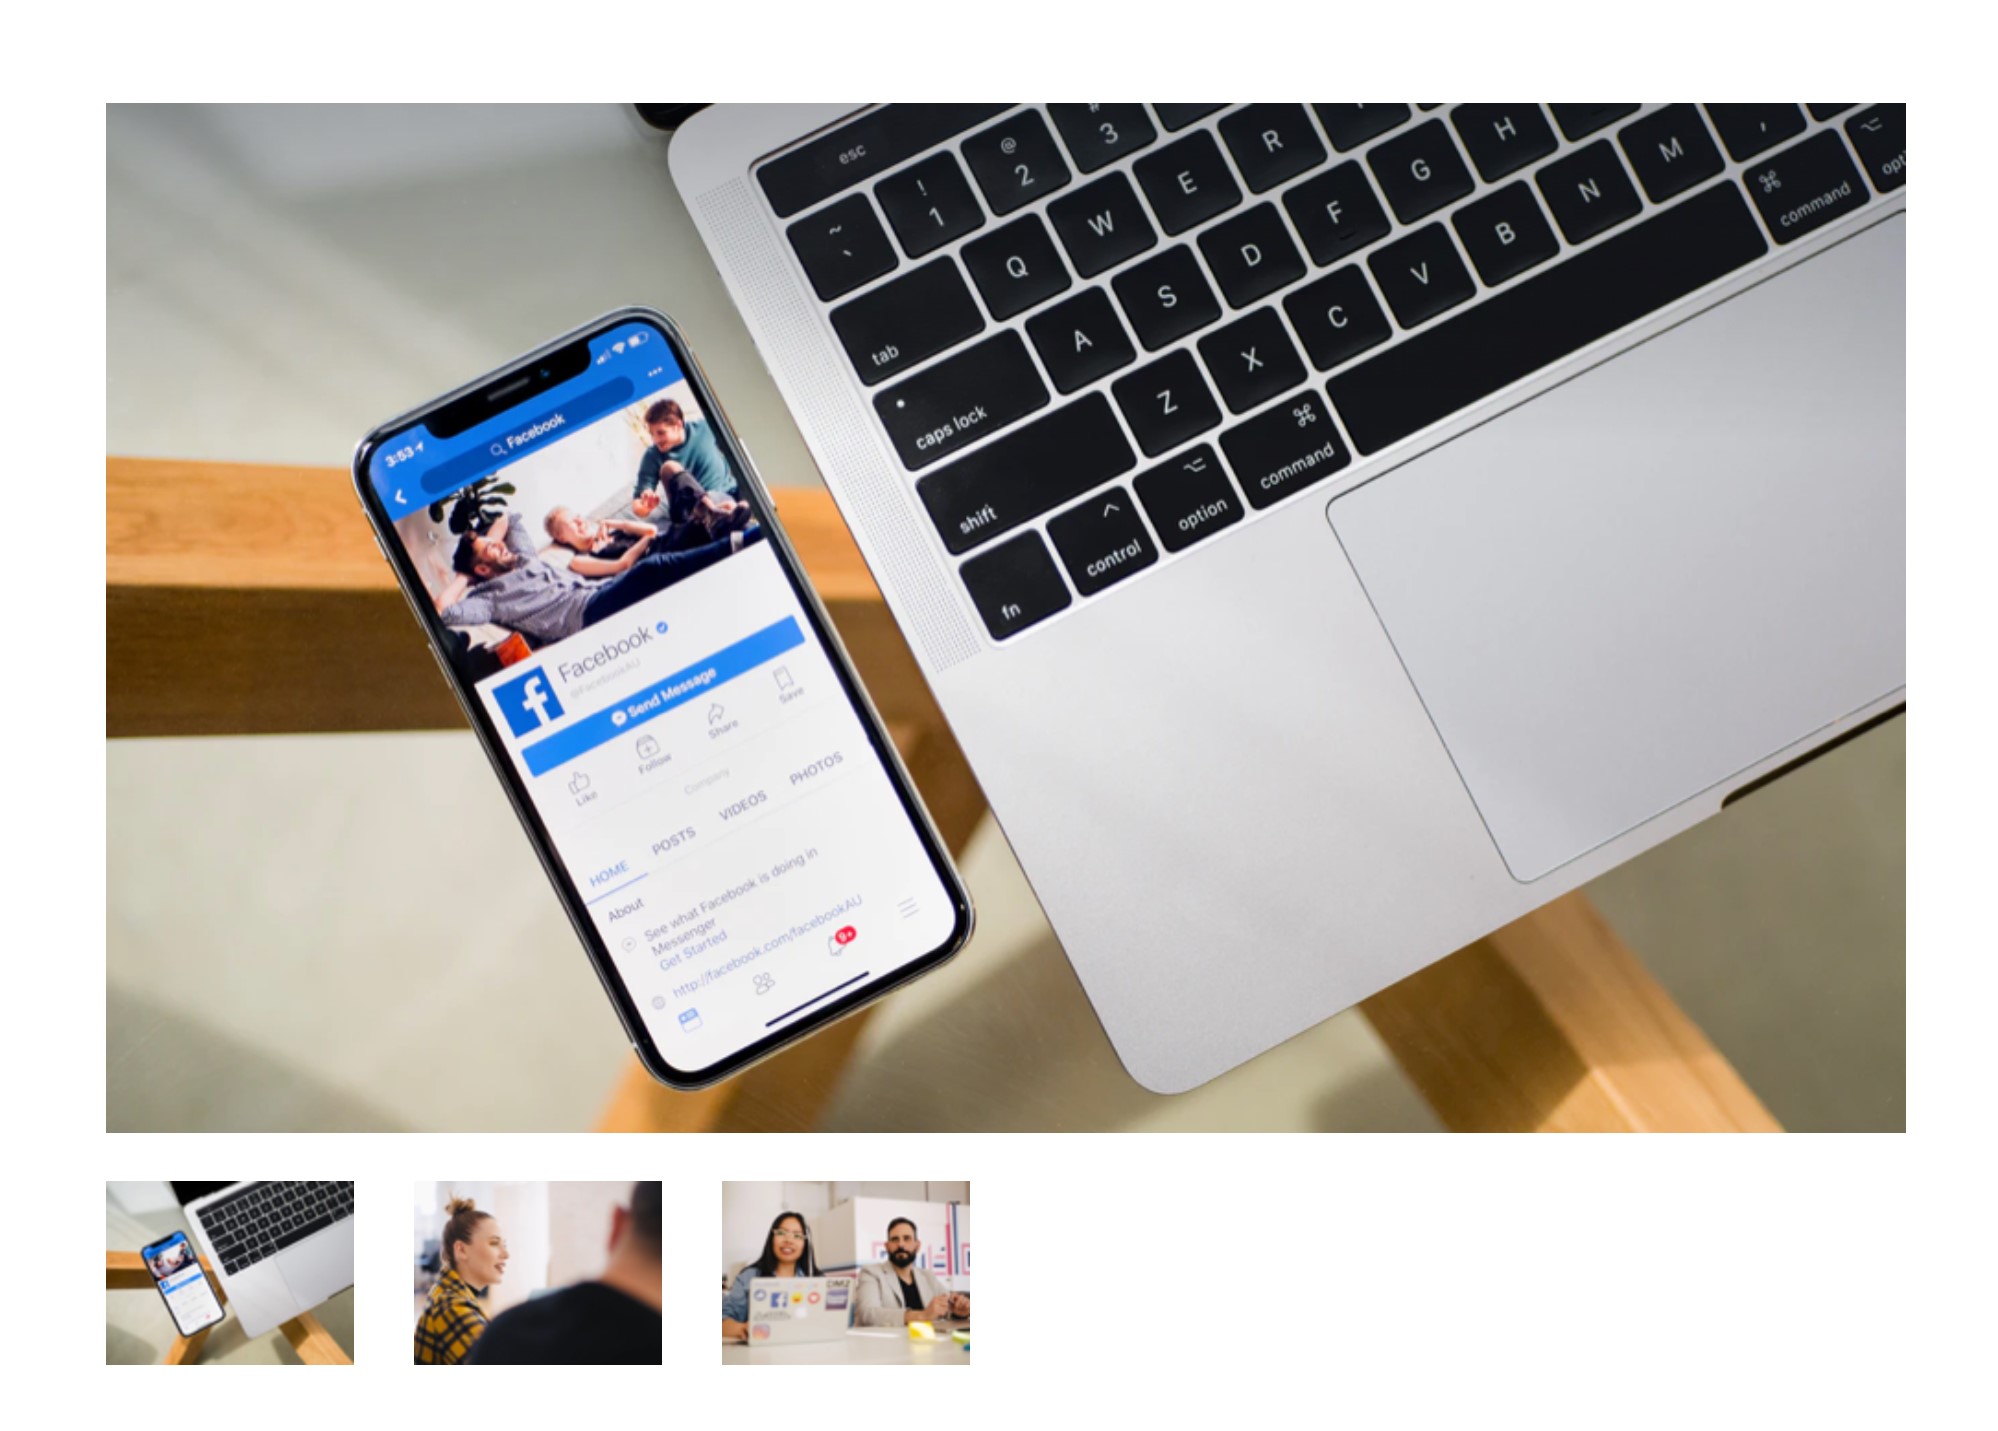 3:53
Facebook
Facebook
@FacebookAU
Send Message
Like
Follow
Share
Save
Company
HOME
POSTS
VIDEOS
PHOTOS
About
See what Facebook is doing in
Messenger
Get Started
http://facebook.com/facebookAU
9+
esc
~
`
!
1
@
2
#
3
tab
Q
W
E
R
caps lock
A
S
D
F
G
H
shift
Z
X
C
V
B
N
M
,
fn
control
option
command
command
opti
DM2